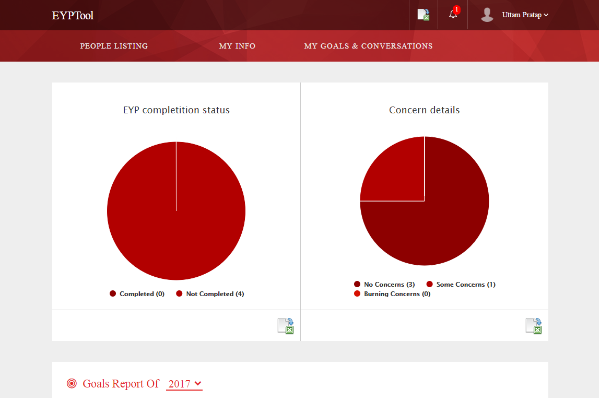 EYPTool
1
Uttam Pratap
PEOPLE LISTING
MY INFO
MY GOALS & CONVERSATIONS
EYP completition status
Completed (0)
Not Completed (4)
Concern details
No Concerns (3)
Some Concerns (1)
Burning Concerns (0)
Goals Report Of 2017